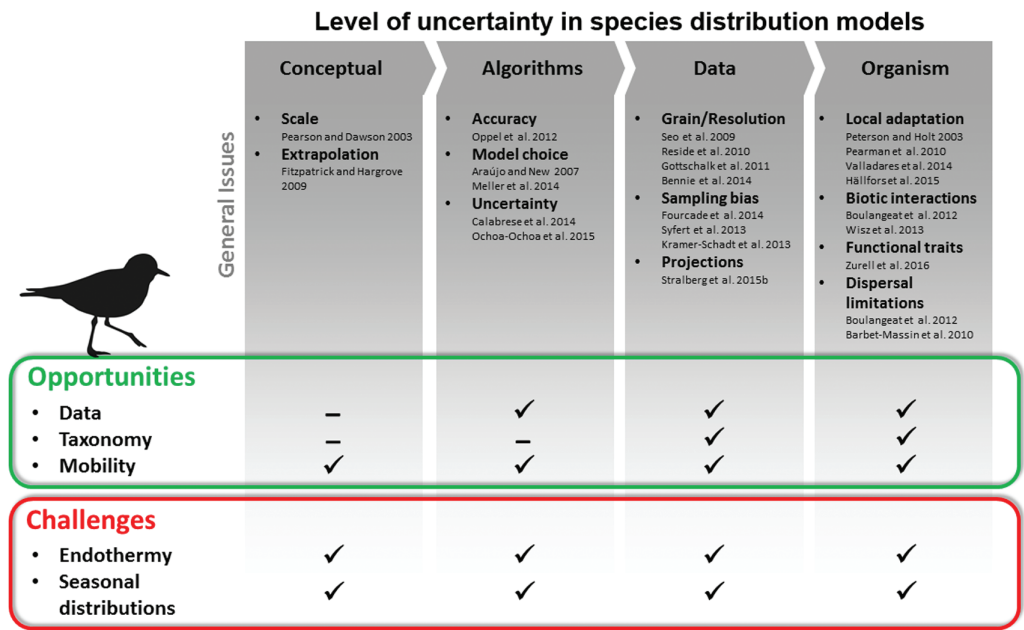 Level of uncertainty in species distribution models
Conceptual
Algorithms
Data
Organism
General Issues
• Scale
Pearson and Dawson 2003
• Extrapolation
Fitzpatrick and Hargrove
2009
• Accuracy
Oppel et al. 2012
• Model choice
Araújo and New 2007
Meller et al. 2014
• Uncertainty
Calabrese et al. 2014
Ochoa-Ochoa et al. 2015
• Grain/Resolution
Seo et al. 2009
Reside et al. 2010
Gottschalk et al. 2011
Bennie et al. 2014
• Sampling bias
Fourcade et al. 2014
Syfert et al. 2013
Kramer-Schadt et al. 2013
• Projections
Stralberg et al. 2015b
• Local adaptation
Peterson and Holt 2003
Pearman et al. 2010
Valladares et al. 2014
Hällfors et al. 2015
• Biotic interactions
Boulangeat et al. 2012
Wisz et al. 2013
• Functional traits
Zurell et al. 2016
• Dispersal
limitations
Boulangeat et al. 2012
Barbet-Massin et al. 2010
Opportunities
• Data – ✓ ✓ ✓
• Taxonomy – – ✓ ✓
• Mobility ✓ ✓ ✓ ✓
Challenges
• Endothermy ✓ ✓ ✓ ✓
• Seasonal
distributions ✓ ✓ ✓ ✓